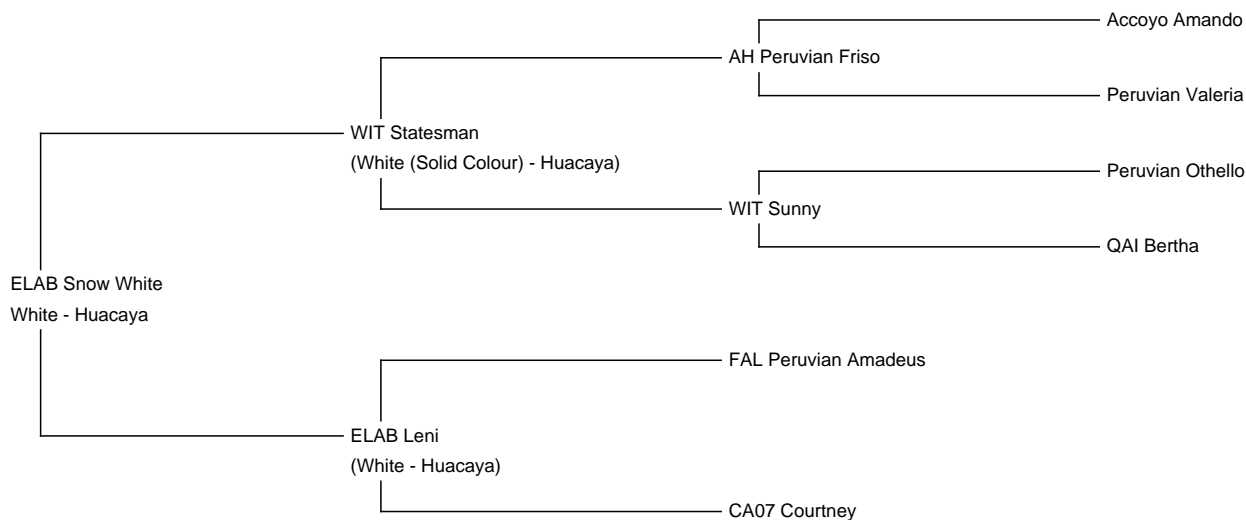 Accoyo Amando
AH Peruvian Friso
Peruvian Valeria
WIT Statesman
(White (Solid Colour) - Huacaya)
Peruvian Othello
WIT Sunny
QAI Bertha
ELAB Snow White
White - Huacaya
FAL Peruvian Amadeus
ELAB Leni
(White - Huacaya)
CA07 Courtney